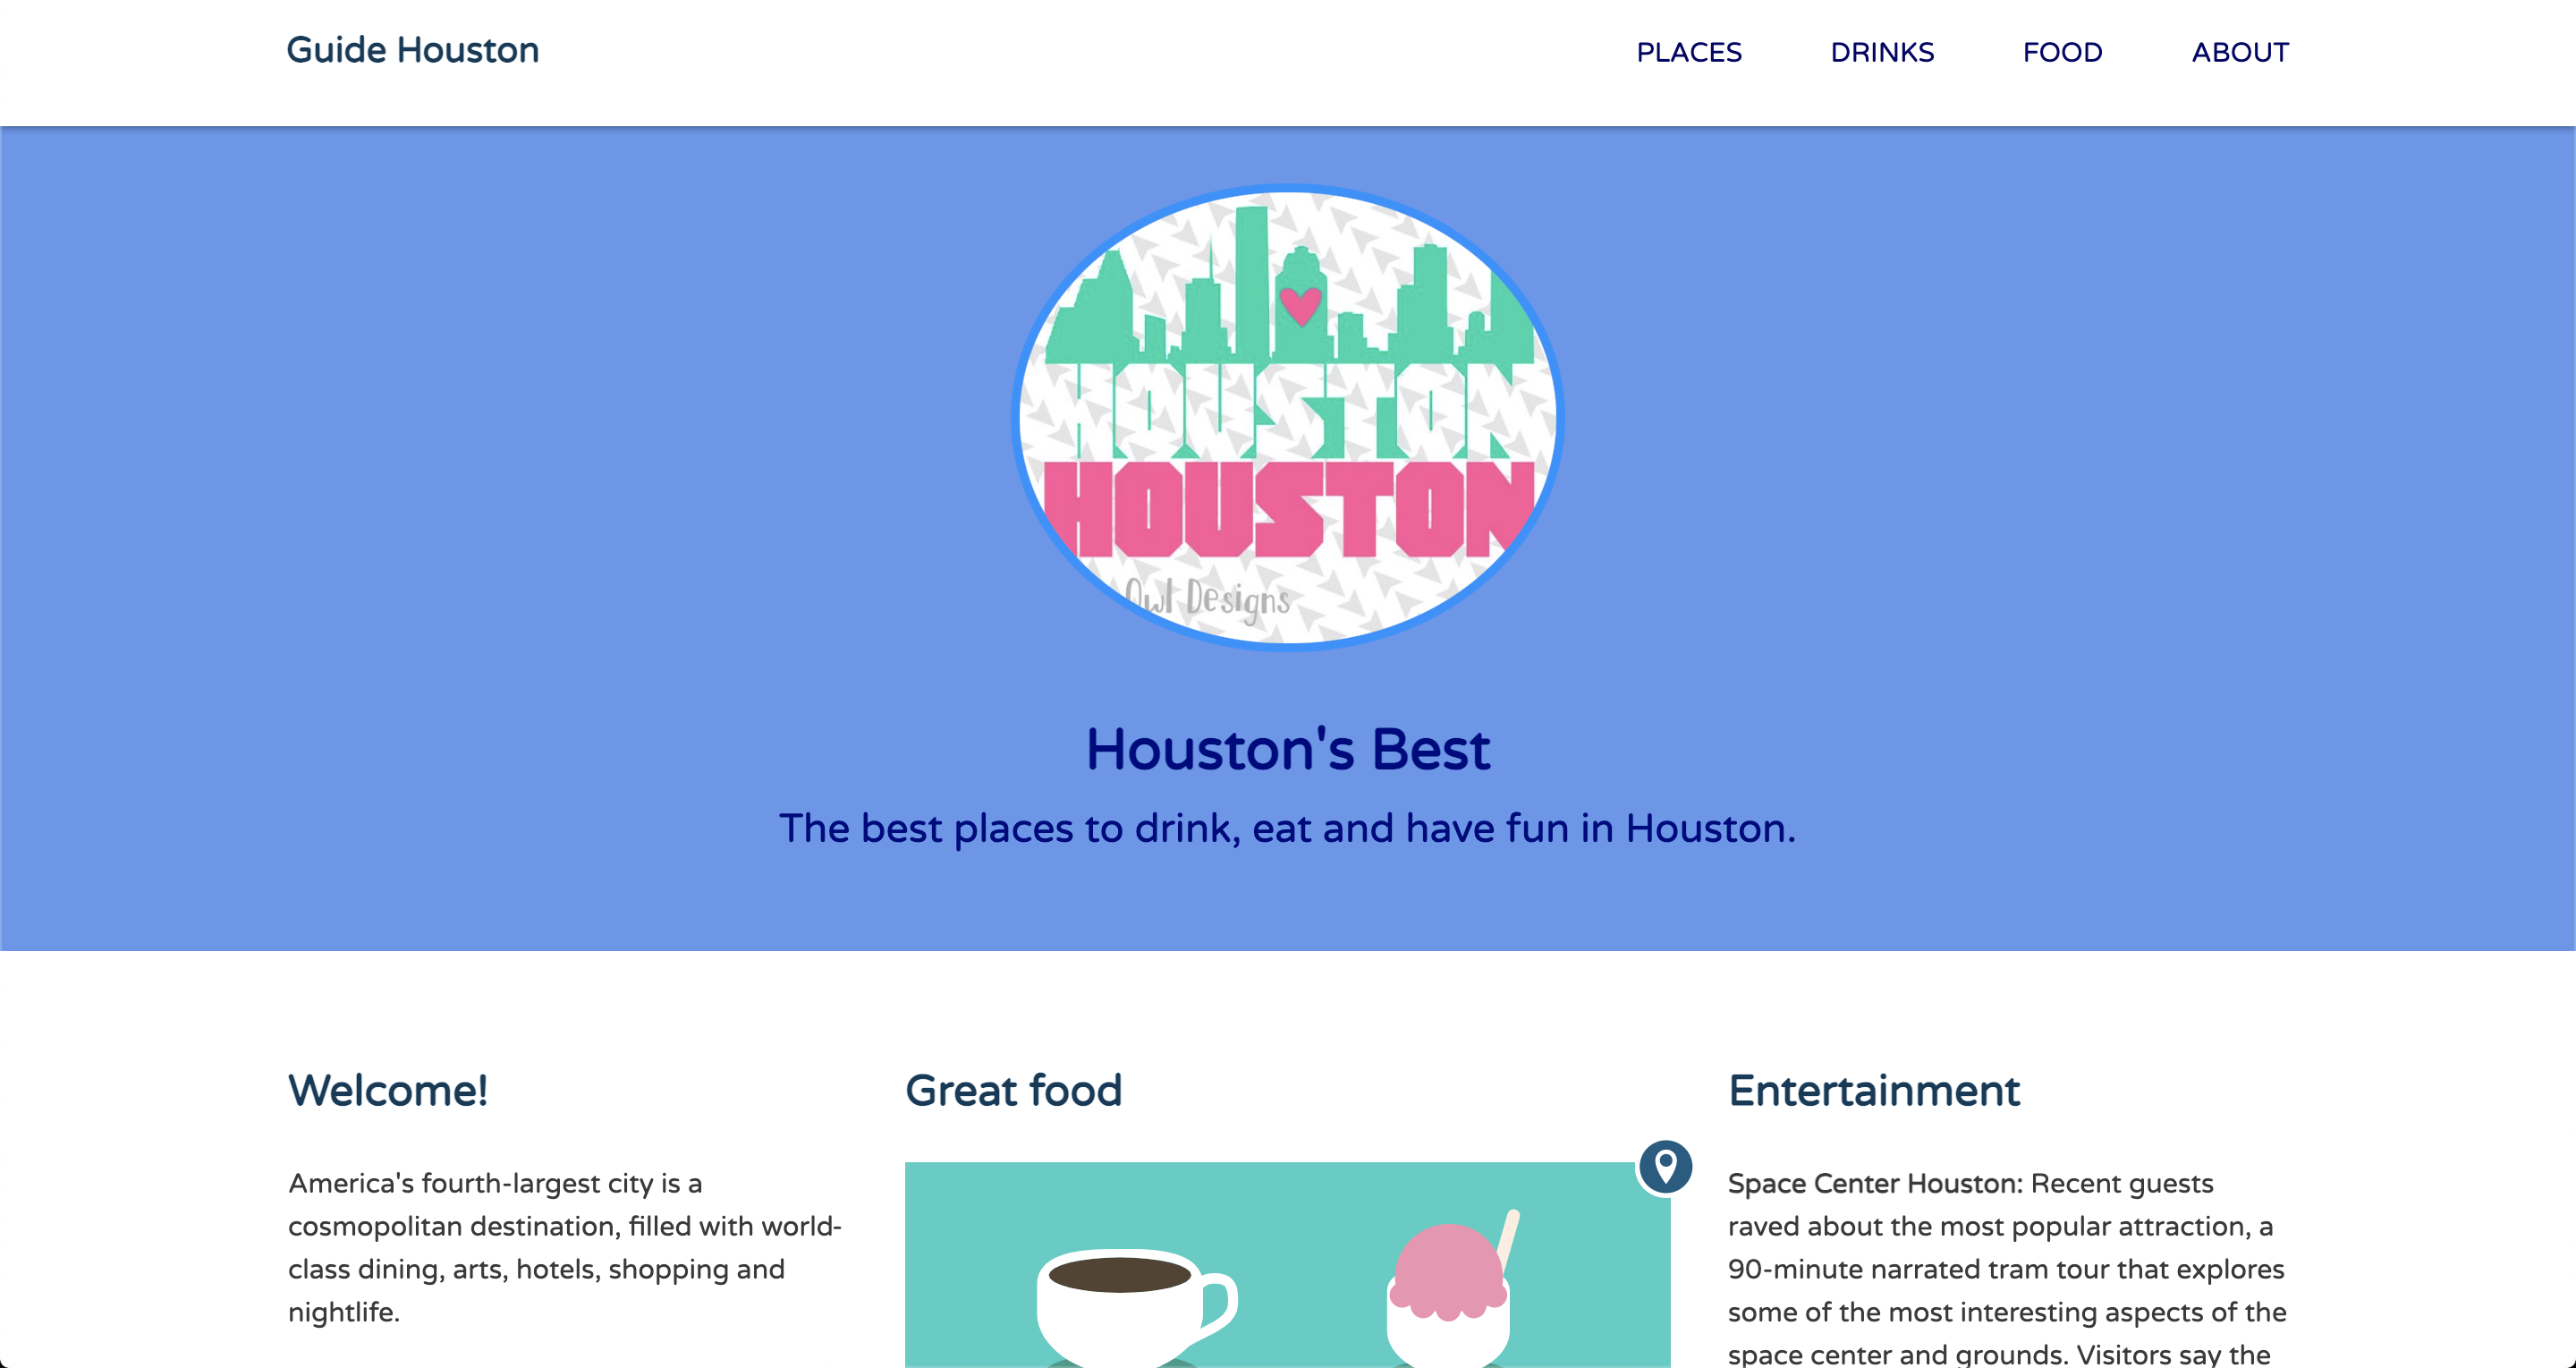 Guide Houston
PLACES DRINKS FOOD ABOUT
HOUSTON
HOUSTON
Owl Designs
Houston's Best
The best places to drink, eat and have fun in Houston.
Welcome!
America's fourth-largest city is a
cosmopolitan destination, filled with world-
class dining, arts, hotels, shopping and
nightlife.
Great food
Entertainment
Space Center Houston: Recent guests
raved about the most popular attraction, a
90-minute narrated tram tour that explores
some of the most interesting aspects of the
space center and grounds. Visitors say the